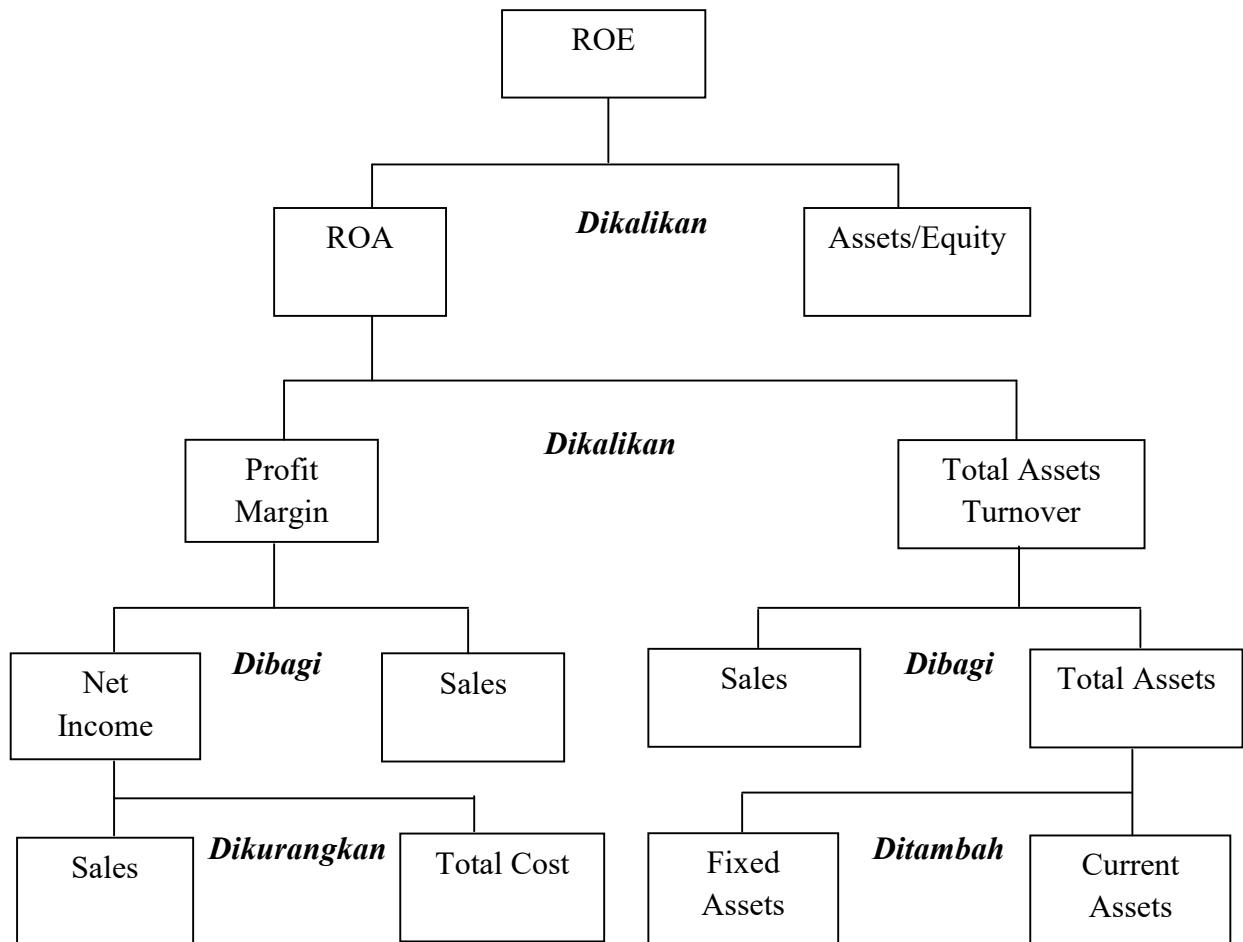 ROE
ROA
Dikalikan
Assets/Equity
Profit
Margin
Dikalikan
Total Assets
Turnover
Net
Income
Dibagi
Sales
Sales
Dibagi
Total Assets
Sales
Dikurangkan
Total Cost
Fixed
Assets
Ditambah
Current
Assets